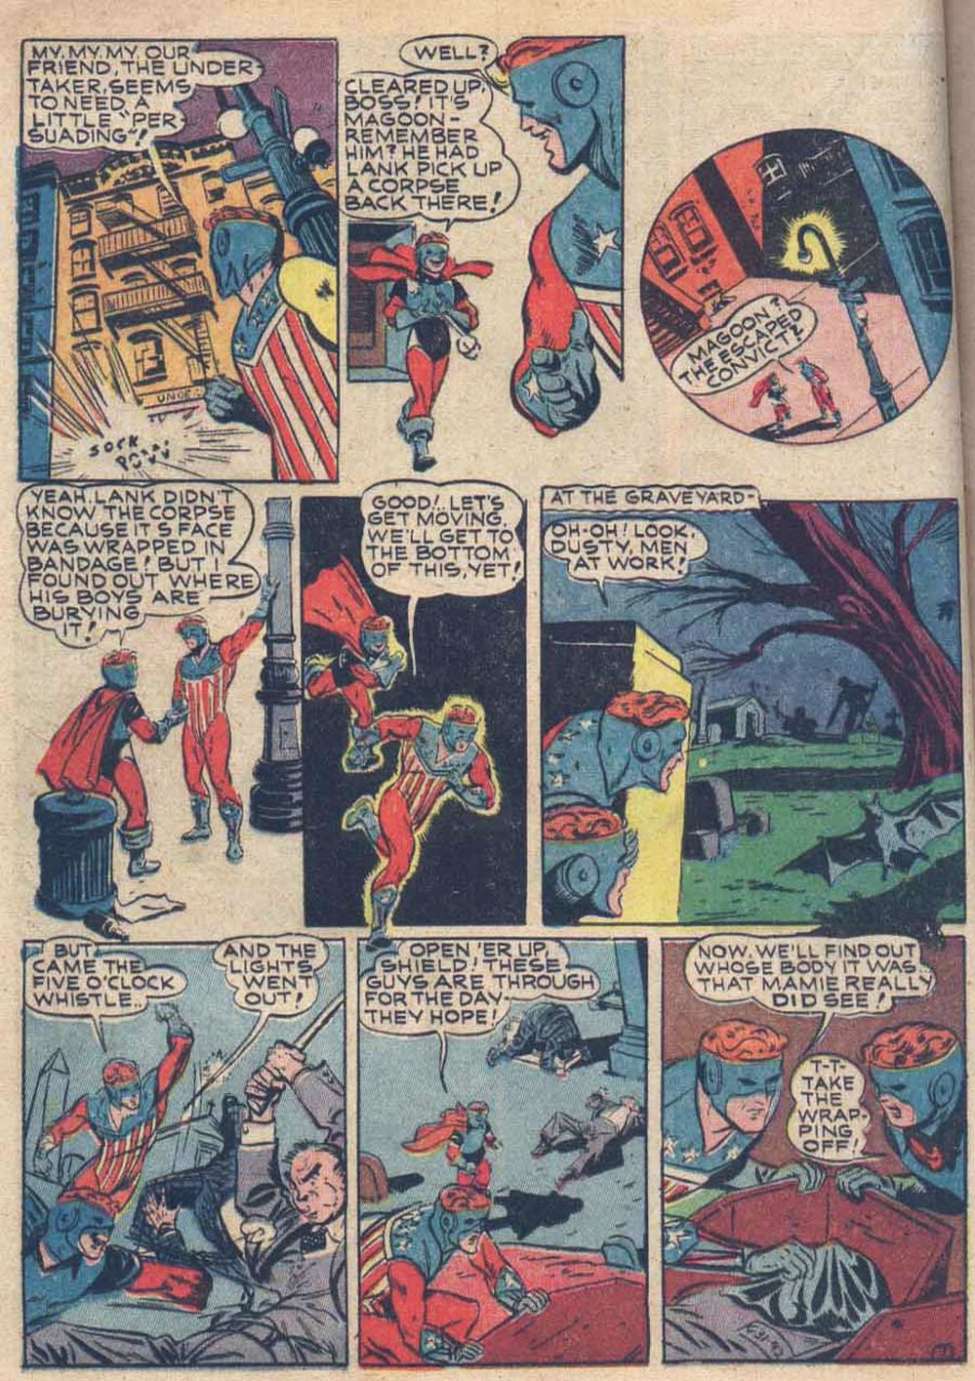 MY, MY, MY, OUR
FRIEND, THE UNDER
TAKER, SEEMS
TO NEED A
LITTLE "PER
SUADING"!
SOCK
UNDE
WELL?
CLEARED UP,
BOSS! IT'S
MAGOON -
REMEMBER
HIM? HE HAD
LANK PICK UP
A CORPSE
BACK THERE!
MAGOON?
THE ESCAPED
CONVICT?
YEAH. LANK DIDN'T
KNOW THE CORPSE
BECAUSE IT S FACE
WAS WRAPPED IN
BANDAGE! BUT I
FOUND OUT WHERE
HIS BOYS ARE
BURYING
IT!
GOOD! LET'S
GET MOVING.
WE'LL GET TO
THE BOTTOM
OF THIS, YET!
AT THE GRAVEYARD-
OH-OH! LOOK,
DUSTY, MEN
AT WORK!
BUT
CAME THE
FIVE O'CLOCK
WHISTLE..
AND THE
LIGHTS
WENT
OUT!
OPEN 'ER UP,
SHIELD! THESE
GUYS ARE THROUGH
FOR THE DAY-
THEY HOPE!
NOW, WE'LL FIND OUT
WHOSE BODY IT WAS..
THAT MAMIE REALLY
DID SEE!
T-T-
TAKE
THE
WRAP-
PING
OFF!